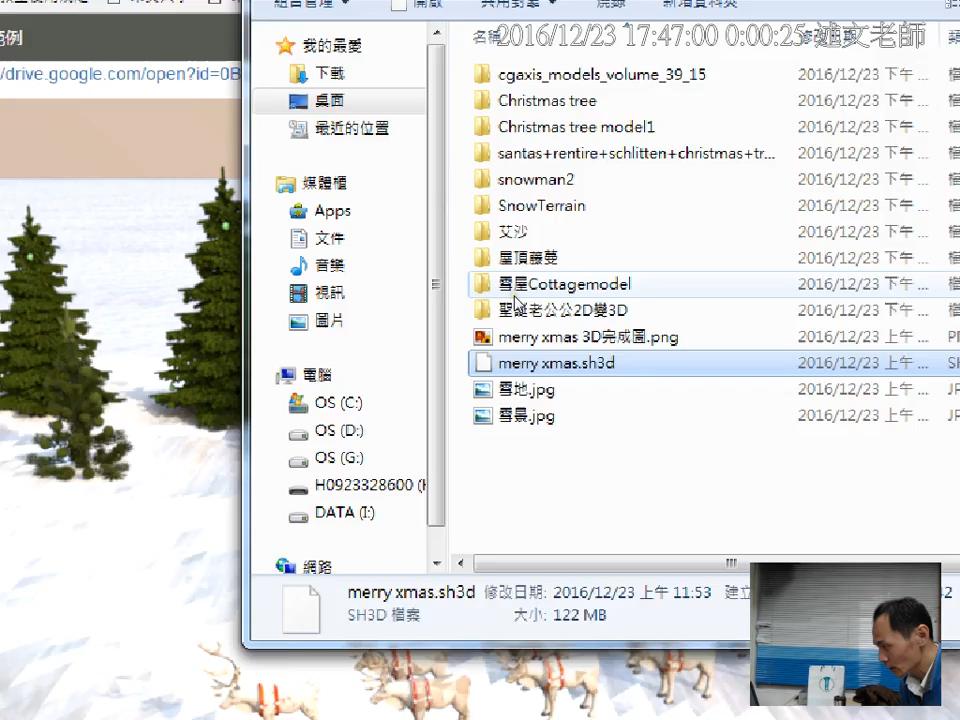 範例
/drive.google.com/open?id=0B
組合管理
開啟
共用對象
燒錄
新增資料夾
2016/12/23 17:47:00 0:00:25
老師
我的最愛
下載
桌面
最近的位置
媒體櫃
Apps
文件
音樂
視訊
圖片
電腦
OS (C:)
OS (D:)
OS (G:)
H0923328600 (
DATA (I:)
網路
cgaxis_models_volume_39_15 2016/12/23 下午 ...
Christmas tree 2016/12/23 下午 ...
Christmas tree model1 2016/12/23 下午 ...
santas+rentire+schlitten+christmas+tr... 2016/12/23 下午 ...
snowman2 2016/12/23 下午 ...
SnowTerrain 2016/12/23 下午 ...
艾沙 2016/12/23 下午 ...
屋頂藤蔓 2016/12/23 下午 ...
雪屋Cottagemodel 2016/12/23 下午 ...
聖誕老公公2D變3D 2016/12/23 下午 ...
merry xmas 3D完成圖.png 2016/12/23 上午 ...
merry xmas.sh3d 2016/12/23 上午 ...
雪地.jpg 2016/12/23 上午 ...
雪景.jpg 2016/12/23 上午 ...
merry xmas.sh3d 修改日期: 2016/12/23 上午 11:53
SH3D 檔案 大小: 122 MB